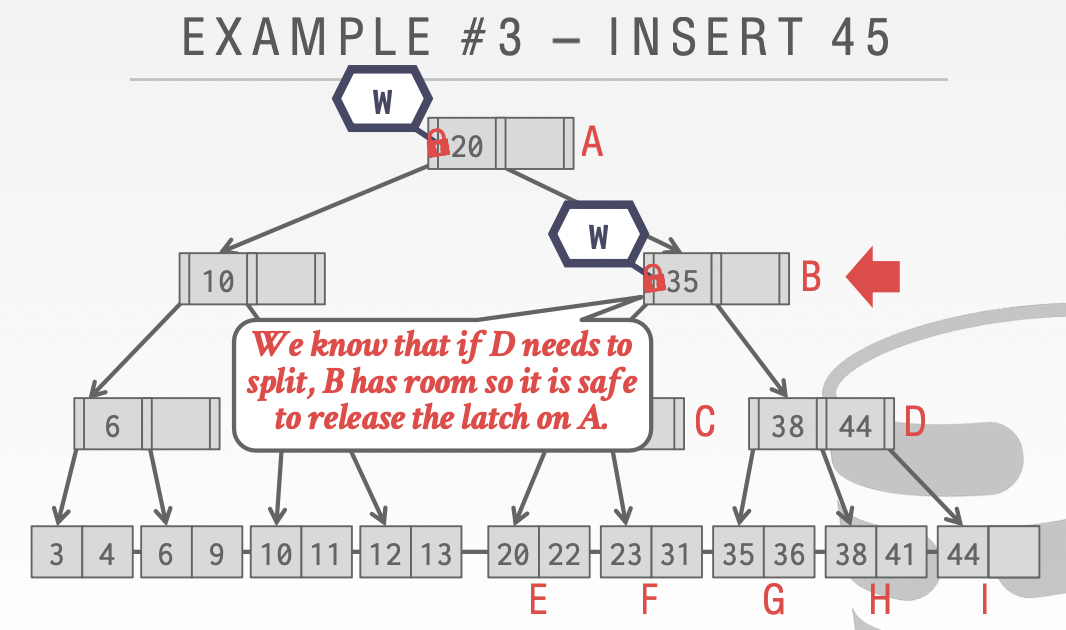 EXAMPLE #3 – INSERT 45
W
20 A
W
10
35 B
We know that if D needs to
split, B has room so it is safe
to release the latch on A.
6
C
38 44 D
3 4 6 9 10 11 12 13 20 22 23 31 35 36 38 41 44
E F G H I